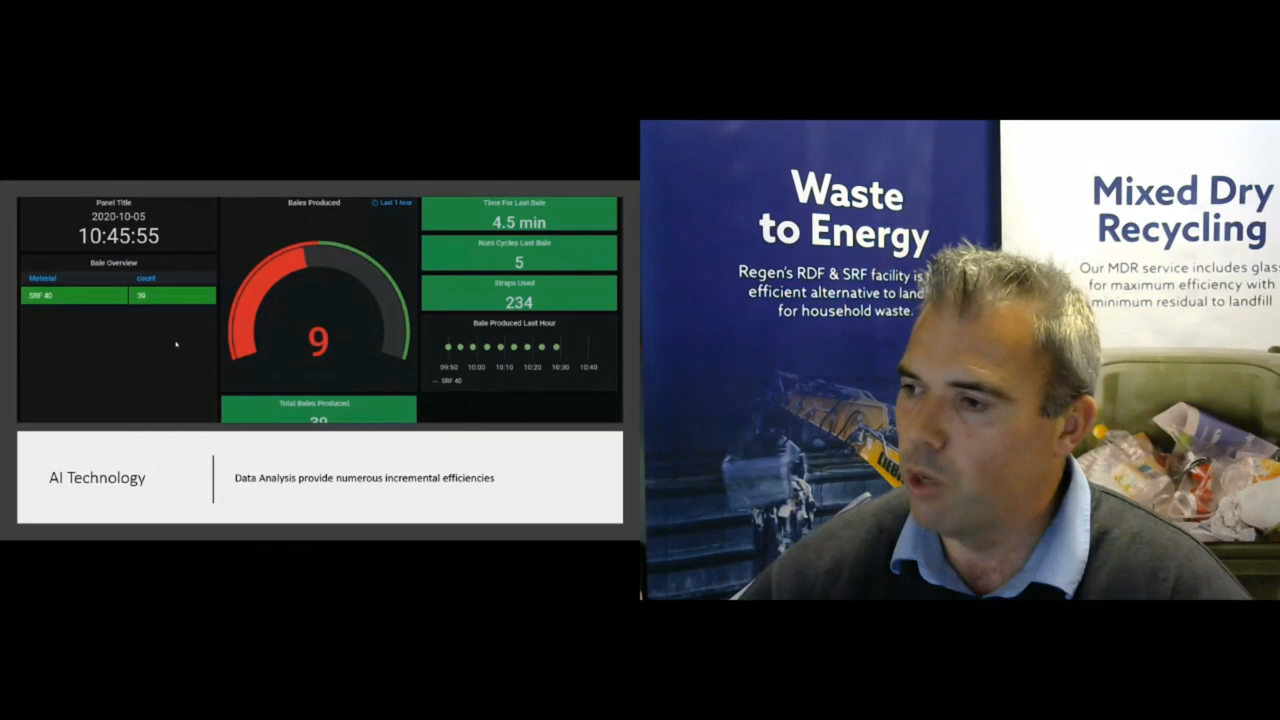 Panel Title
2020-10-05
10:45:55
Bale Overview
Material count
SRF 40 39
Bales Produced
Last 1 hour
9
Total Bales Produced
39
Time For Last Bale
4.5 min
Num Cycles Last Bale
5
Straps Used
234
Bale Produced Last Hour
09:50 10:00 10:10 10:20 10:30 10:40
SRF 40
AI Technology
Data Analysis provide numerous incremental efficiencies
Waste
to Energy
Regen's RDF & SRF facility is
efficient alternative to land
for household waste.
LIEB
Mixed Dry
Recycling
Our MDR service includes glas
for maximum efficiency with
minimum residual to landfill